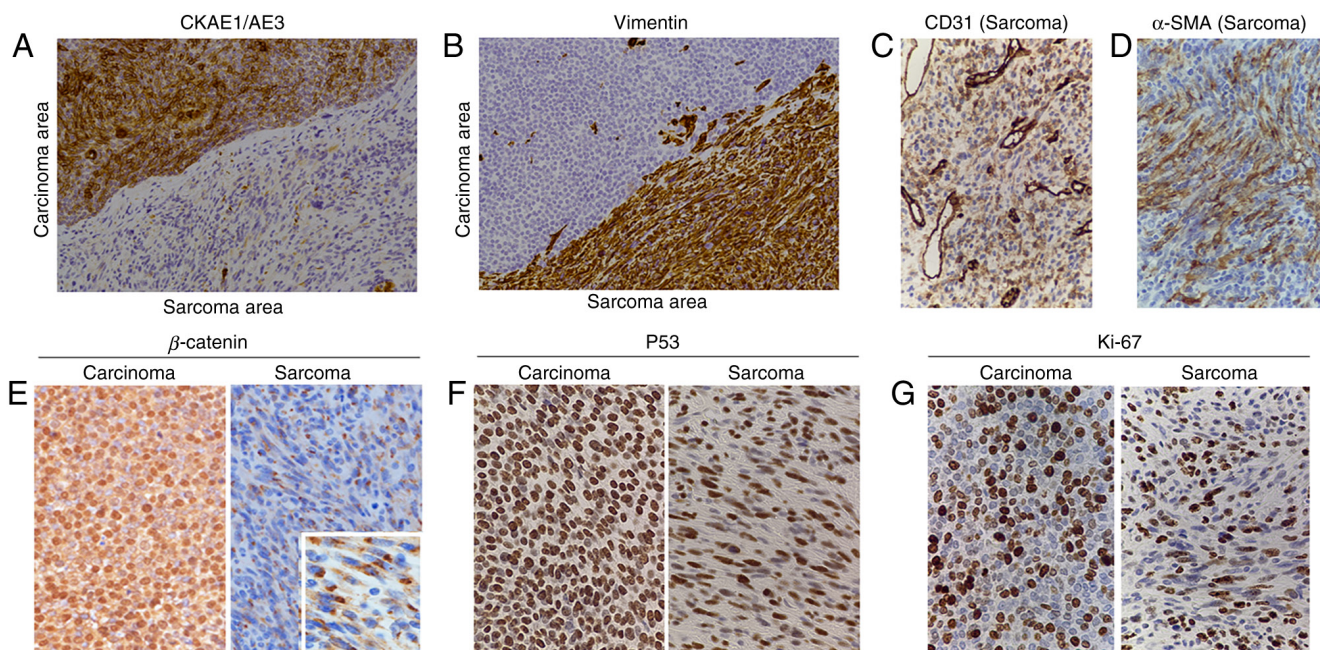 A
CKAE1/AE3
Carcinoma area
Sarcoma area
B
Vimentin
Carcinoma area
Sarcoma area
C
CD31 (Sarcoma)
D
α-SMA (Sarcoma)
E
β-catenin
Carcinoma
Sarcoma
F
P53
Carcinoma
Sarcoma
G
Ki-67
Carcinoma
Sarcoma